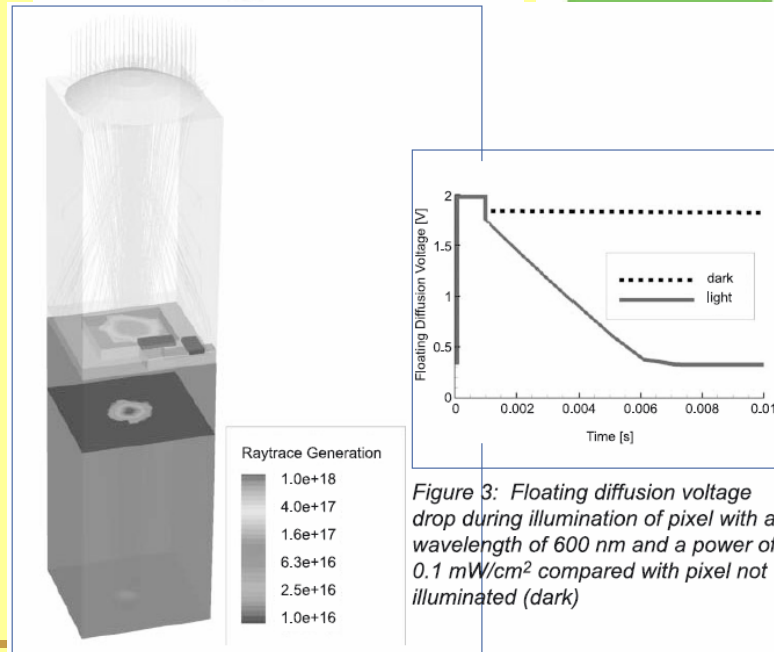 Raytrace Generation
1.0e+18
4.0e+17
1.6e+17
6.3e+16
2.5e+16
1.0e+16
Floating Diffusion Voltage [V]
2
1.5
1
0.5
0
dark
light
0 0.002 0.004 0.006 0.008 0.01
Time [s]
Figure 3: Floating diffusion voltage
drop during illumination of pixel with a
wavelength of 600 nm and a power of
0.1 mW/cm² compared with pixel not
illuminated (dark)